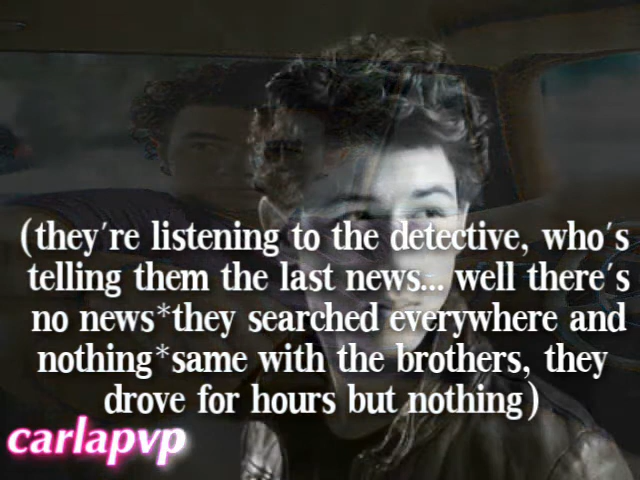 (they're listening to the detective, who's
telling them the last news... well there's
no news*they searched everywhere and
nothing*same with the brothers, they
drove for hours but nothing)
carlapvp